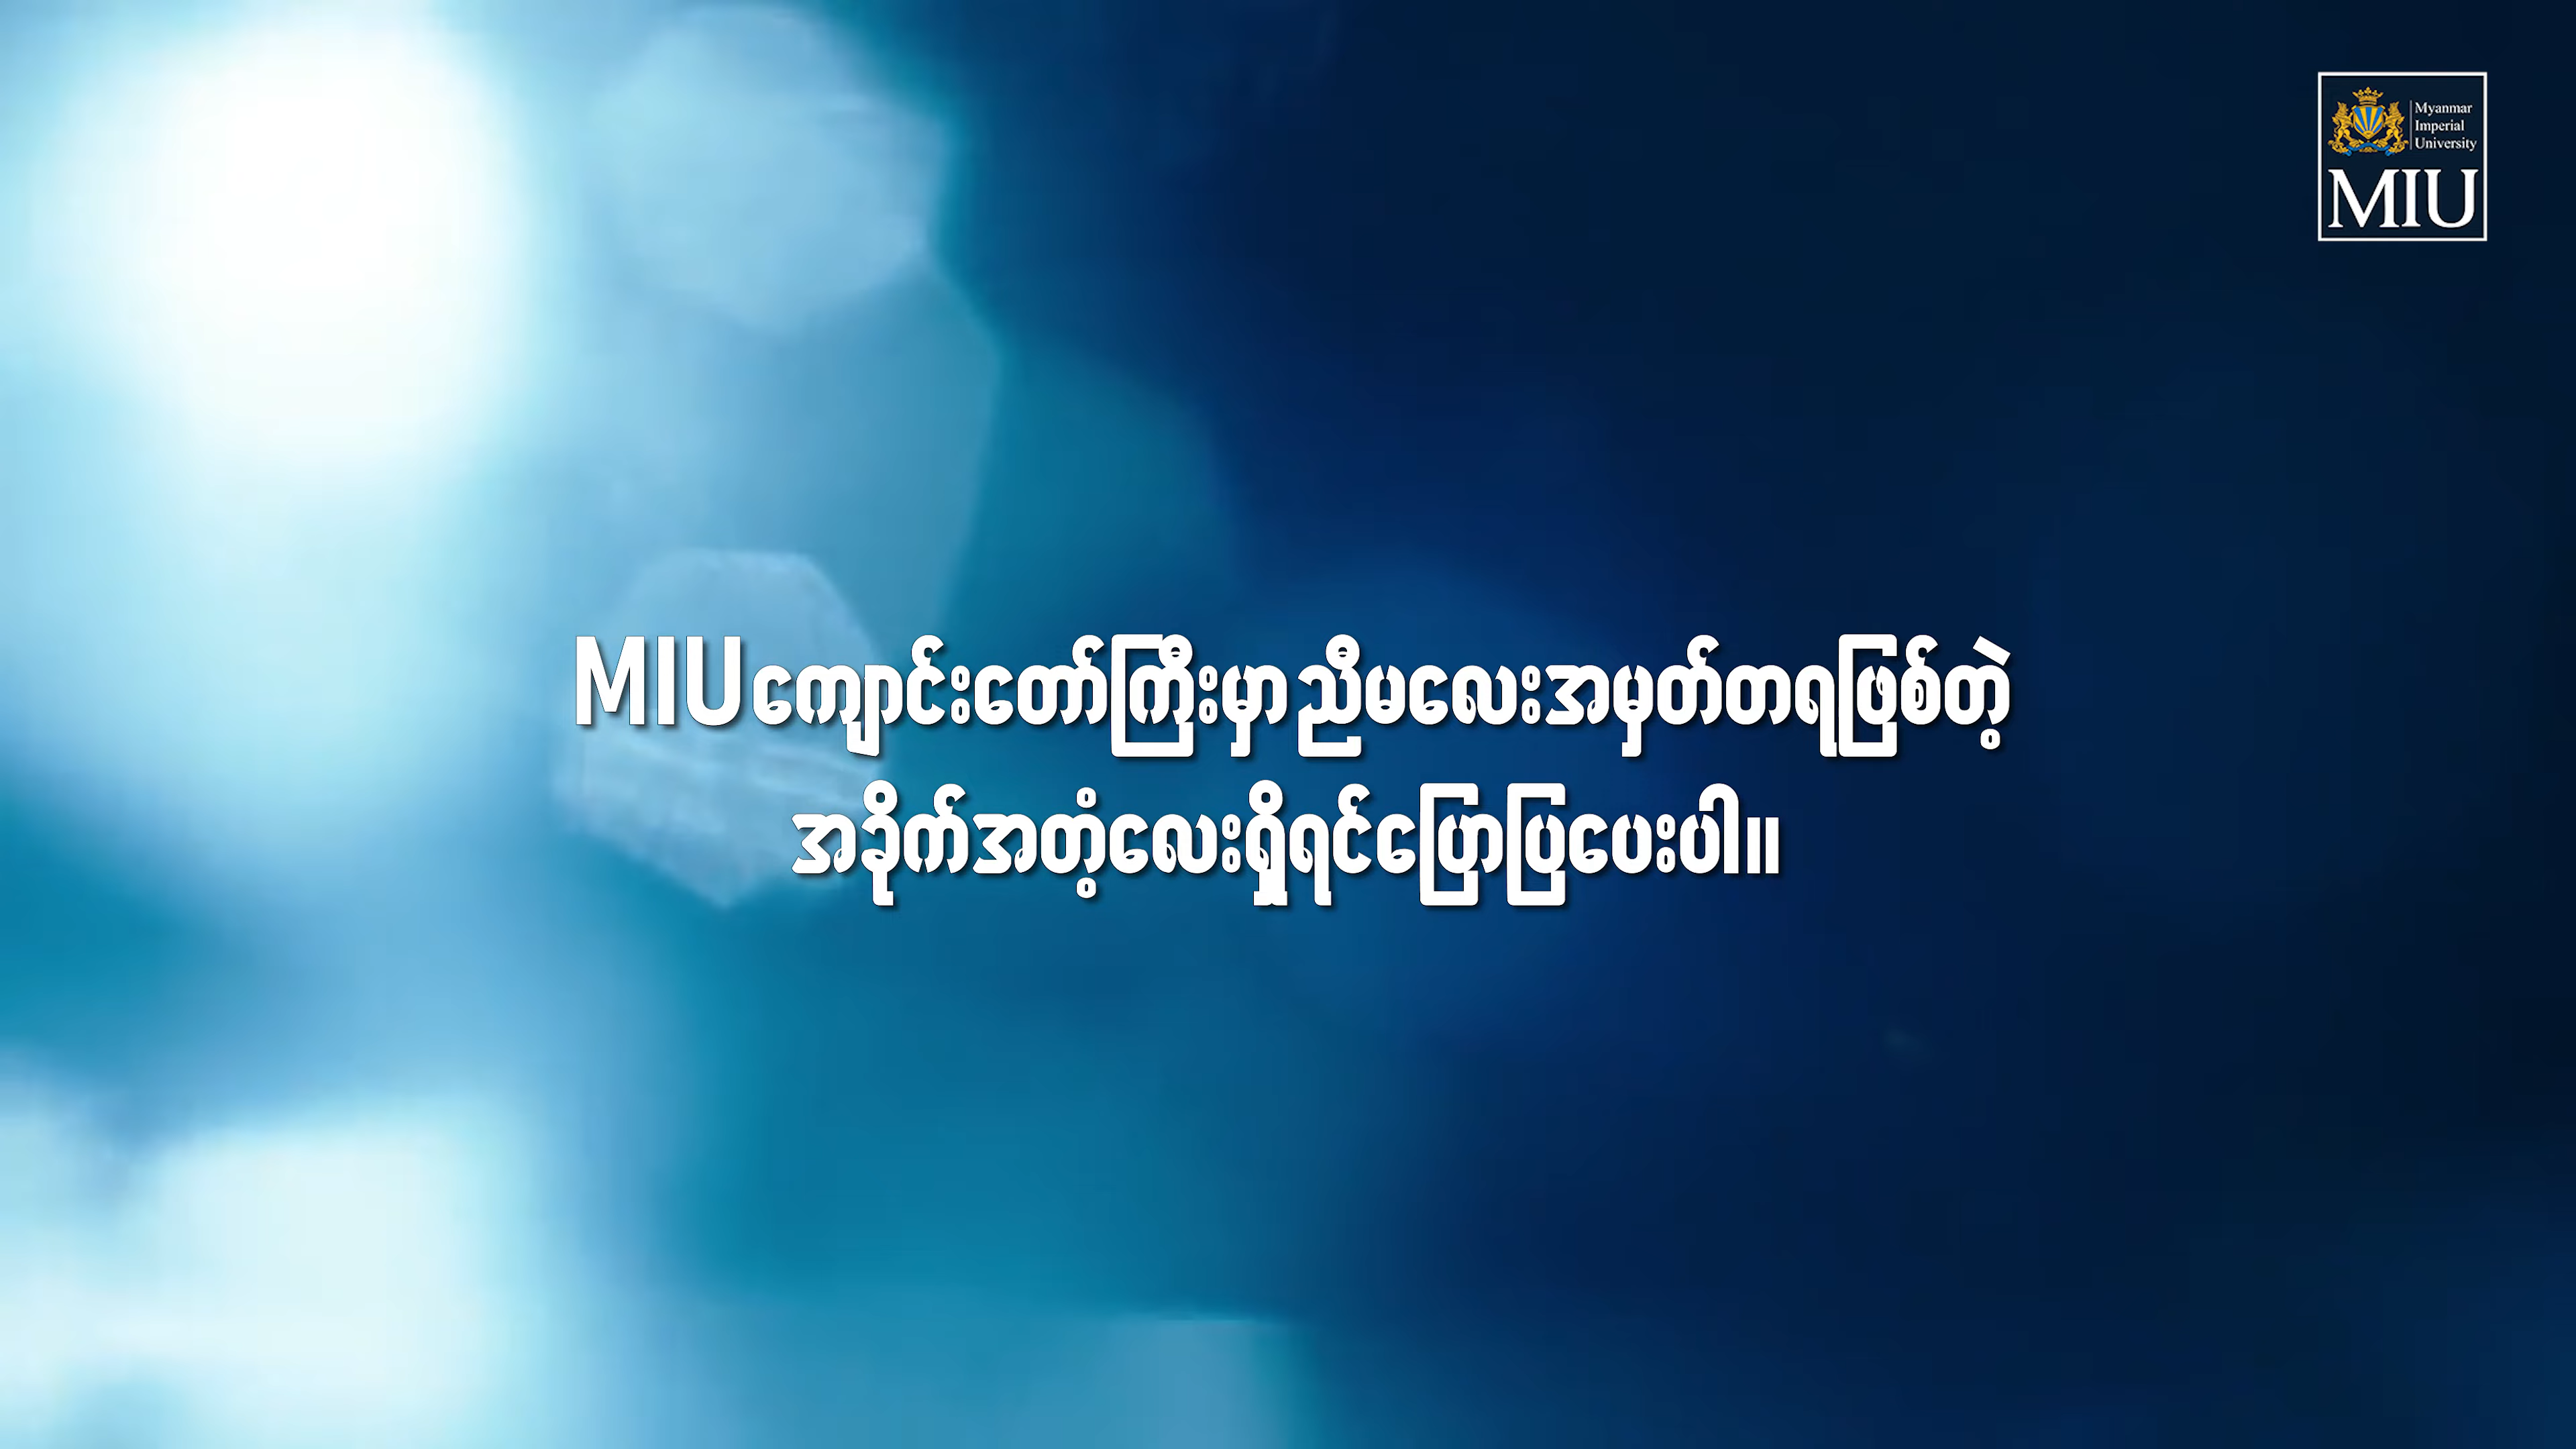 Myanmar
Imperial
University
MIU
MIU ကျောင်းတော်ကြီးမှာ ညီမလေးအမှတ်တရဖြစ်တဲ့
အခိုက်အတံ့လေးရှိရင်ပြောပြပေးပါ။